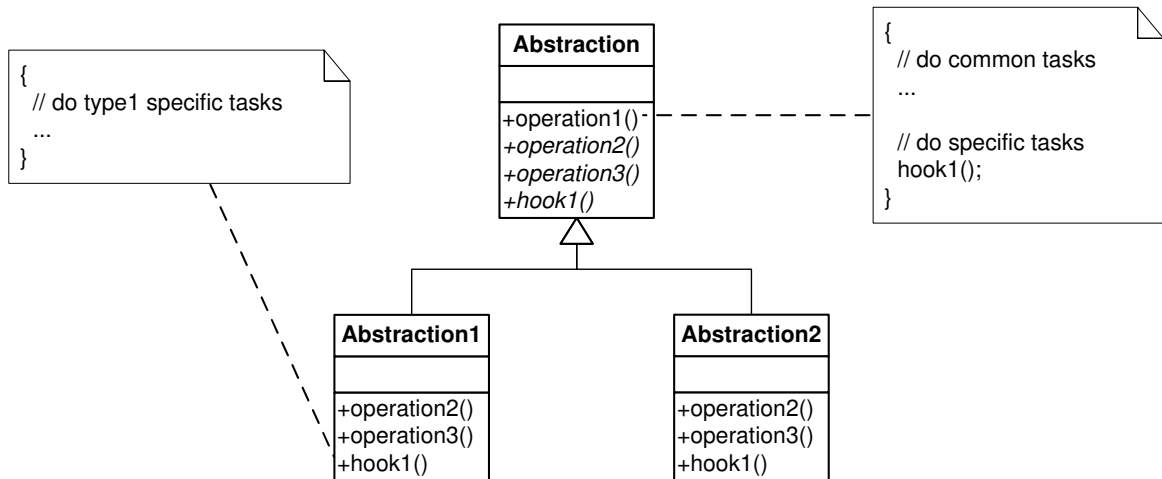 {
// do type1 specific tasks
...
}
Abstraction
+operation1()
+operation2()
+operation3()
+hook1()
{
// do common tasks
...
// do specific tasks
hook1();
}
Abstraction1
+operation2()
+operation3()
+hook1()
Abstraction2
+operation2()
+operation3()
+hook1()